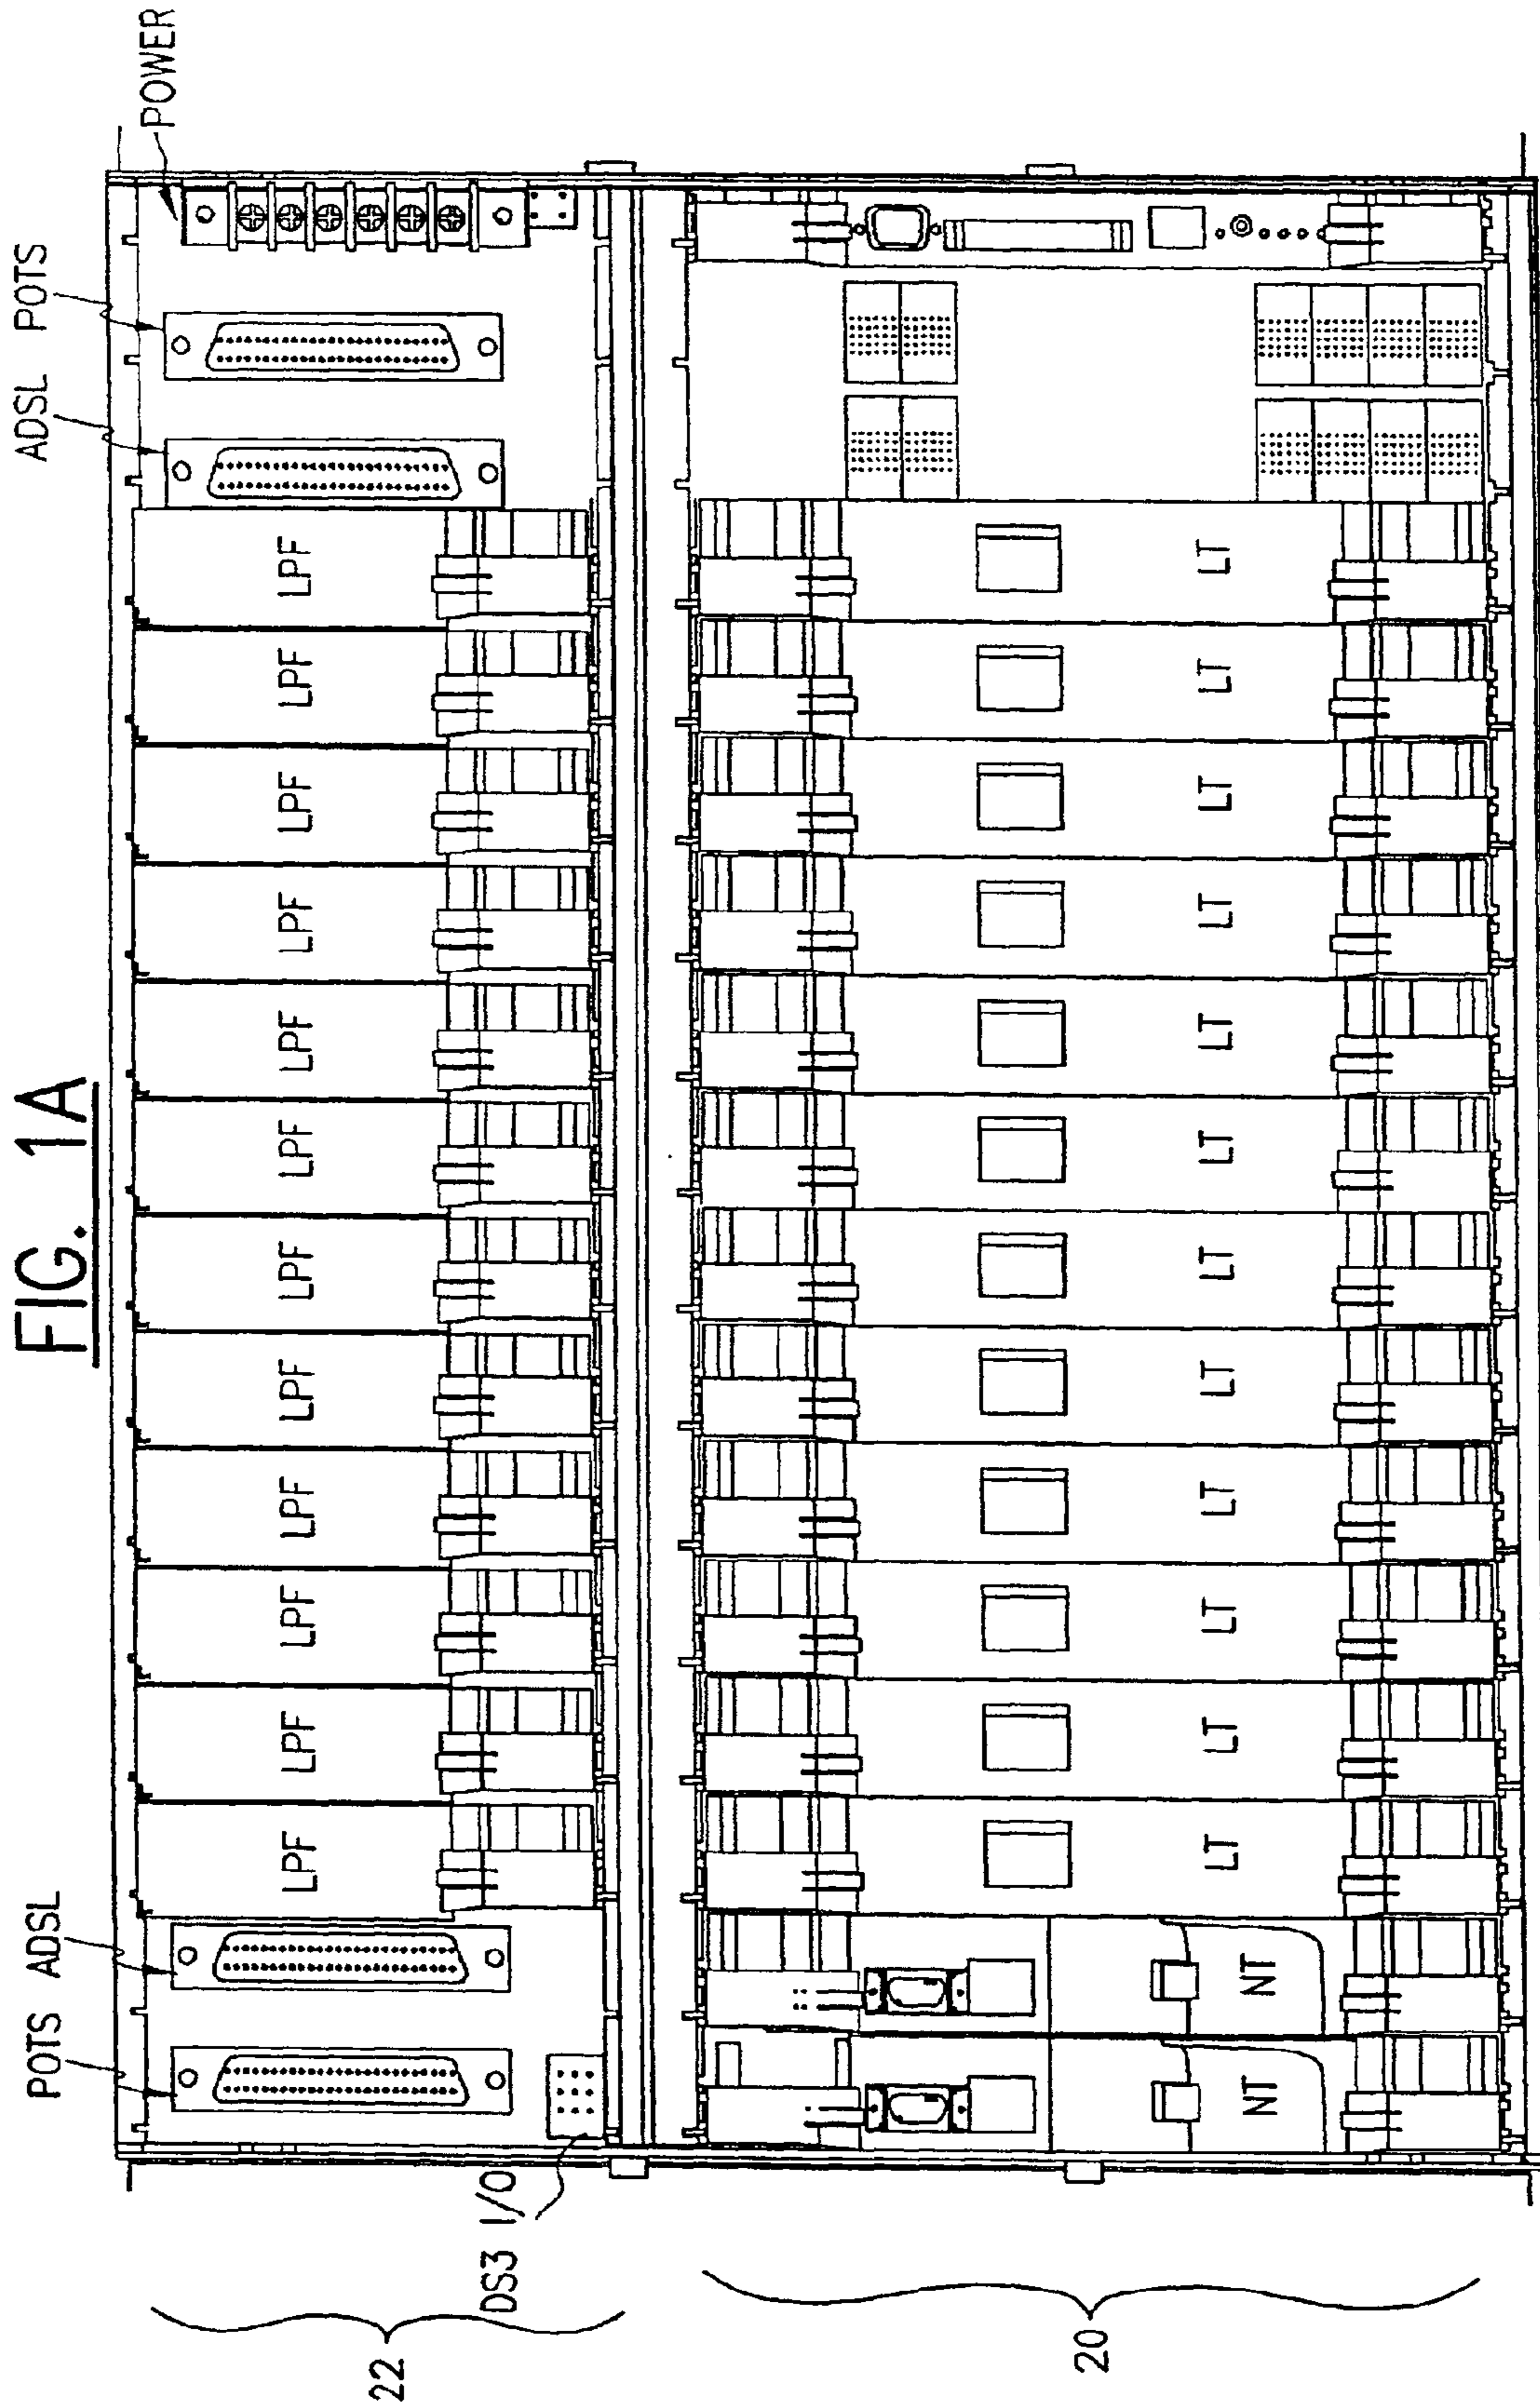 FIG. 1A
POTS ADSL
ADSL POTS
POWER
LPF LPF LPF LPF LPF LPF LPF LPF LPF LPF LPF LPF
22
DS3 I/O
20
LT LT LT LT LT LT LT LT LT LT LT LT
NT NT